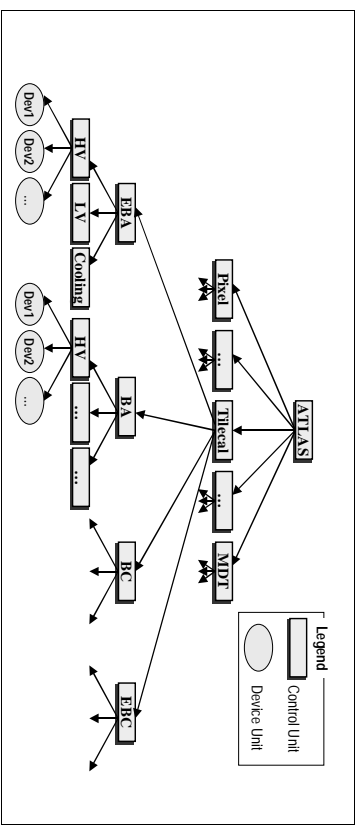 Legend
Control Unit
Device Unit
ATLAS
Pixel
...
Tilecal
...
MDT
EBA
BA
BC
EBC
HV
LV
Cooling
HV
...
...
Dev1
Dev2
...
Dev1
Dev2
...